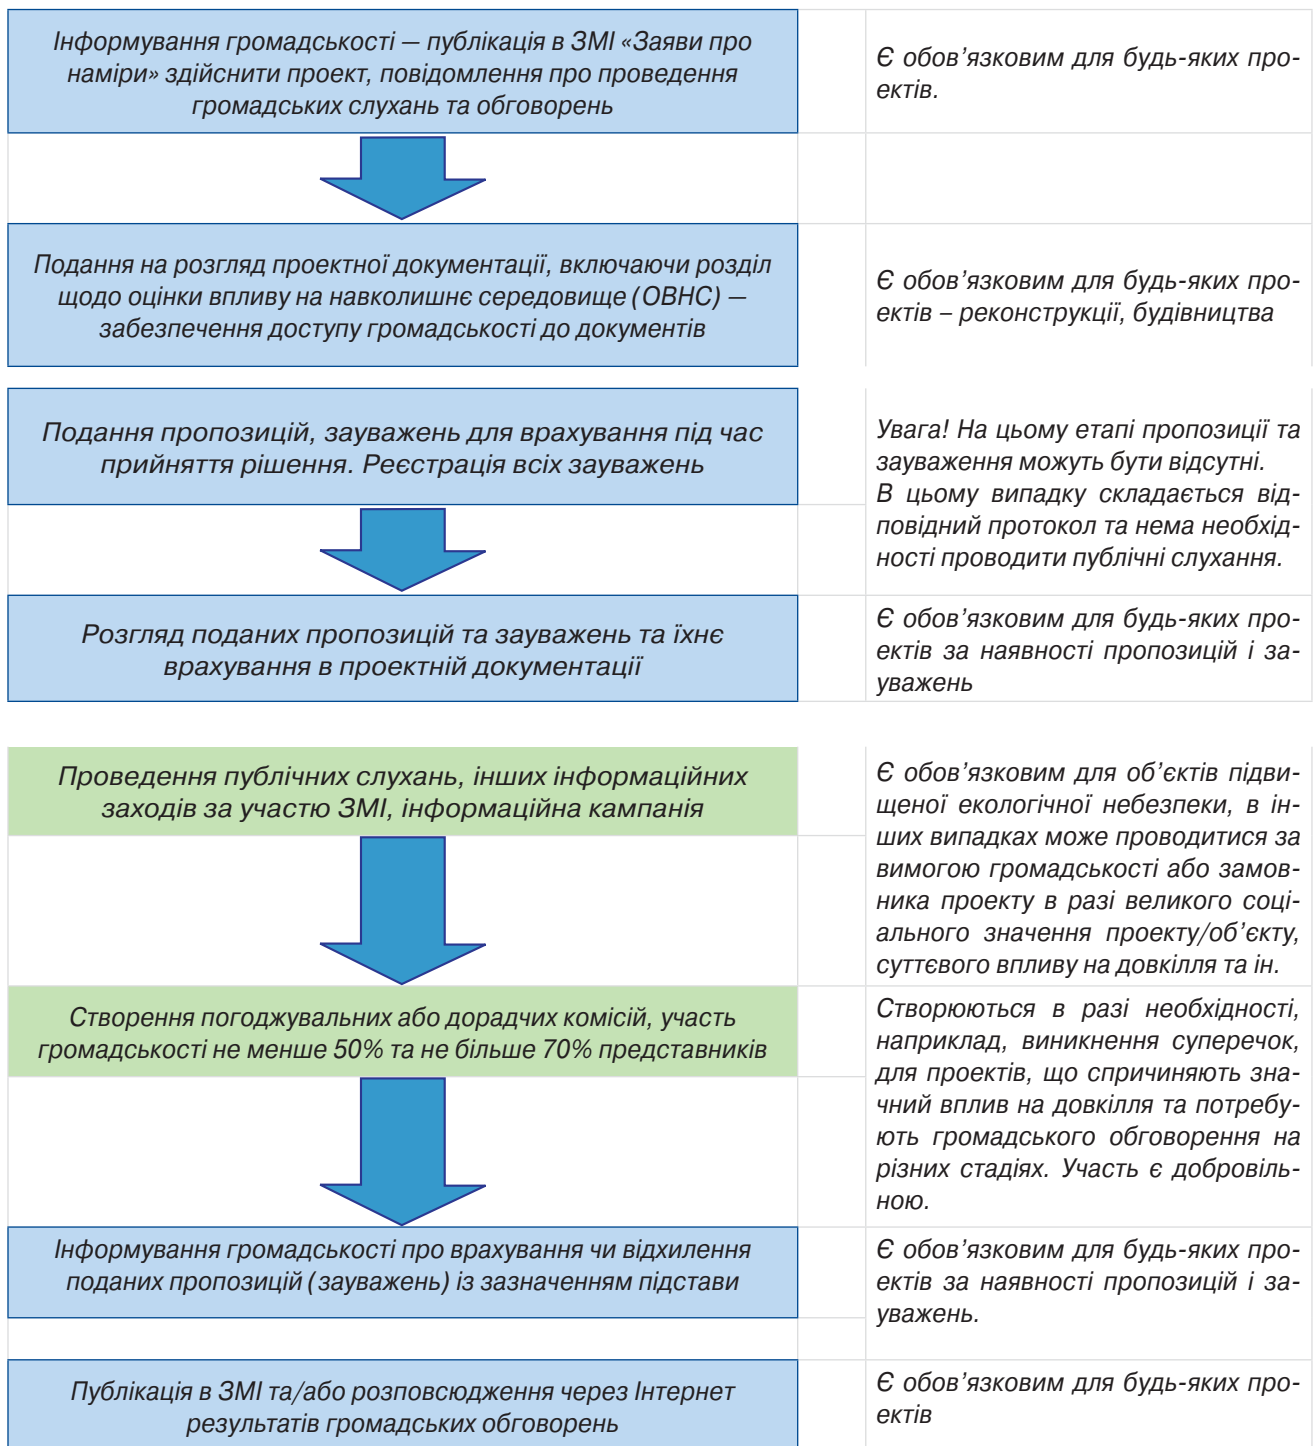 Інформування громадськості — публікація в ЗМІ «Заяви про
наміри» здійснити проект, повідомлення про проведення
громадських слухань та обговорень
Є обов’язковим для будь-яких про-
ектів.
Подання на розгляд проектної документації, включаючи розділ
щодо оцінки впливу на навколишнє середовище (ОВНС) —
забезпечення доступу громадськості до документів
Є обов’язковим для будь-яких про-
ектів – реконструкції, будівництва
Подання пропозицій, зауважень для врахування під час
прийняття рішення. Реєстрація всіх зауважень
Увага! На цьому етапі пропозиції та
зауваження можуть бути відсутні.
В цьому випадку складається від-
повідний протокол та нема необхід-
ності проводити публічні слухання.
Розгляд поданих пропозицій та зауважень та їхнє
врахування в проектній документації
Є обов’язковим для будь-яких про-
ектів за наявності пропозицій і за-
уважень
Проведення публічних слухань, інших інформаційних
заходів за участю ЗМІ, інформаційна кампанія
Є обов’язковим для об’єктів підви-
щеної екологічної небезпеки, в ін-
ших випадках може проводитися за
вимогою громадськості або замов-
ника проекту в разі великого соці-
ального значення проекту/об’єкту,
суттєвого впливу на довкілля та ін.
Створення погоджувальних або дорадчих комісій, участь
громадськості не менше 50% та не більше 70% представників
Створюються в разі необхідності,
наприклад, виникнення суперечок,
для проектів, що спричиняють зна-
чний вплив на довкілля та потребу-
ють громадського обговорення на
різних стадіях. Участь є добровіль-
ною.
Інформування громадськості про врахування чи відхилення
поданих пропозицій (зауважень) із зазначенням підстави
Є обов’язковим для будь-яких про-
ектів за наявності пропозицій і за-
уважень.
Публікація в ЗМІ та/або розповсюдження через Інтернет
результатів громадських обговорень
Є обов’язковим для будь-яких про-
ектів